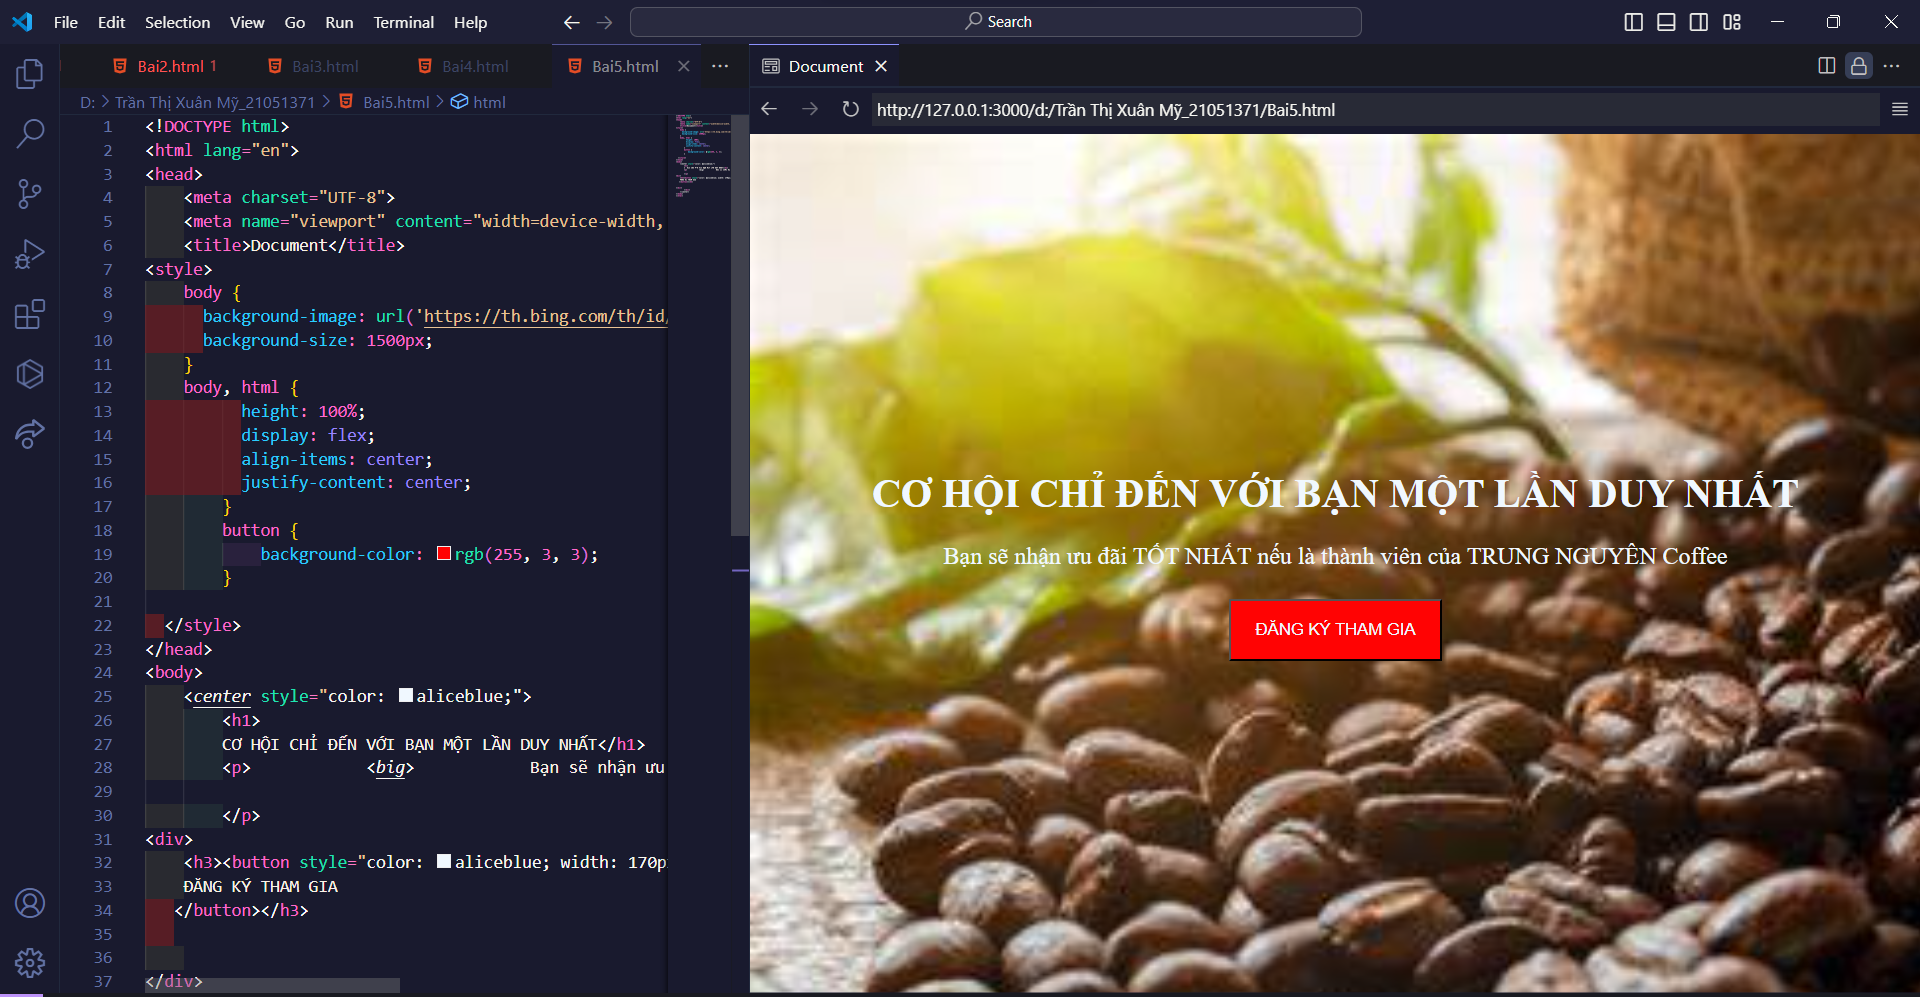 File Edit Selection View Go Run Terminal Help
Search
Bai2.html 1 Bai3.html Bai4.html Bai5.html
Document
D: > Trần Thị Xuân Mỹ_21051371 > Bai5.html > html
http://127.0.0.1:3000/d:/Trần Thị Xuân Mỹ_21051371/Bai5.html
1 <!DOCTYPE html>
2 <html lang="en">
3 <head>
4 <meta charset="UTF-8">
5 <meta name="viewport" content="width=device-width,
6 <title>Document</title>
7 <style>
8 body {
9 background-image: url('https://th.bing.com/th/id/
10 background-size: 1500px;
11 }
12 body, html {
13 height: 100%;
14 display: flex;
15 align-items: center;
16 justify-content: center;
17 }
18 button {
19 background-color: rgb(255, 3, 3);
20 }
21
22 </style>
23 </head>
24 <body>
25 <center style="color: aliceblue;">
26 <h1>
27 CƠ HỘI CHỈ ĐẾN VỚI BẠN MỘT LẦN DUY NHẤT</h1>
28 <p> <big> Bạn sẽ nhận ưu
29
30 </p>
31 <div>
32 <h3><button style="color: aliceblue; width: 170p
33 ĐĂNG KÝ THAM GIA
34 </button></h3>
35
36
37 </div>
CƠ HỘI CHỈ ĐẾN VỚI BẠN MỘT LẦN DUY NHẤT
Bạn sẽ nhận ưu đãi TỐT NHẤT nếu là thành viên của TRUNG NGUYÊN Coffee
ĐĂNG KÝ THAM GIA